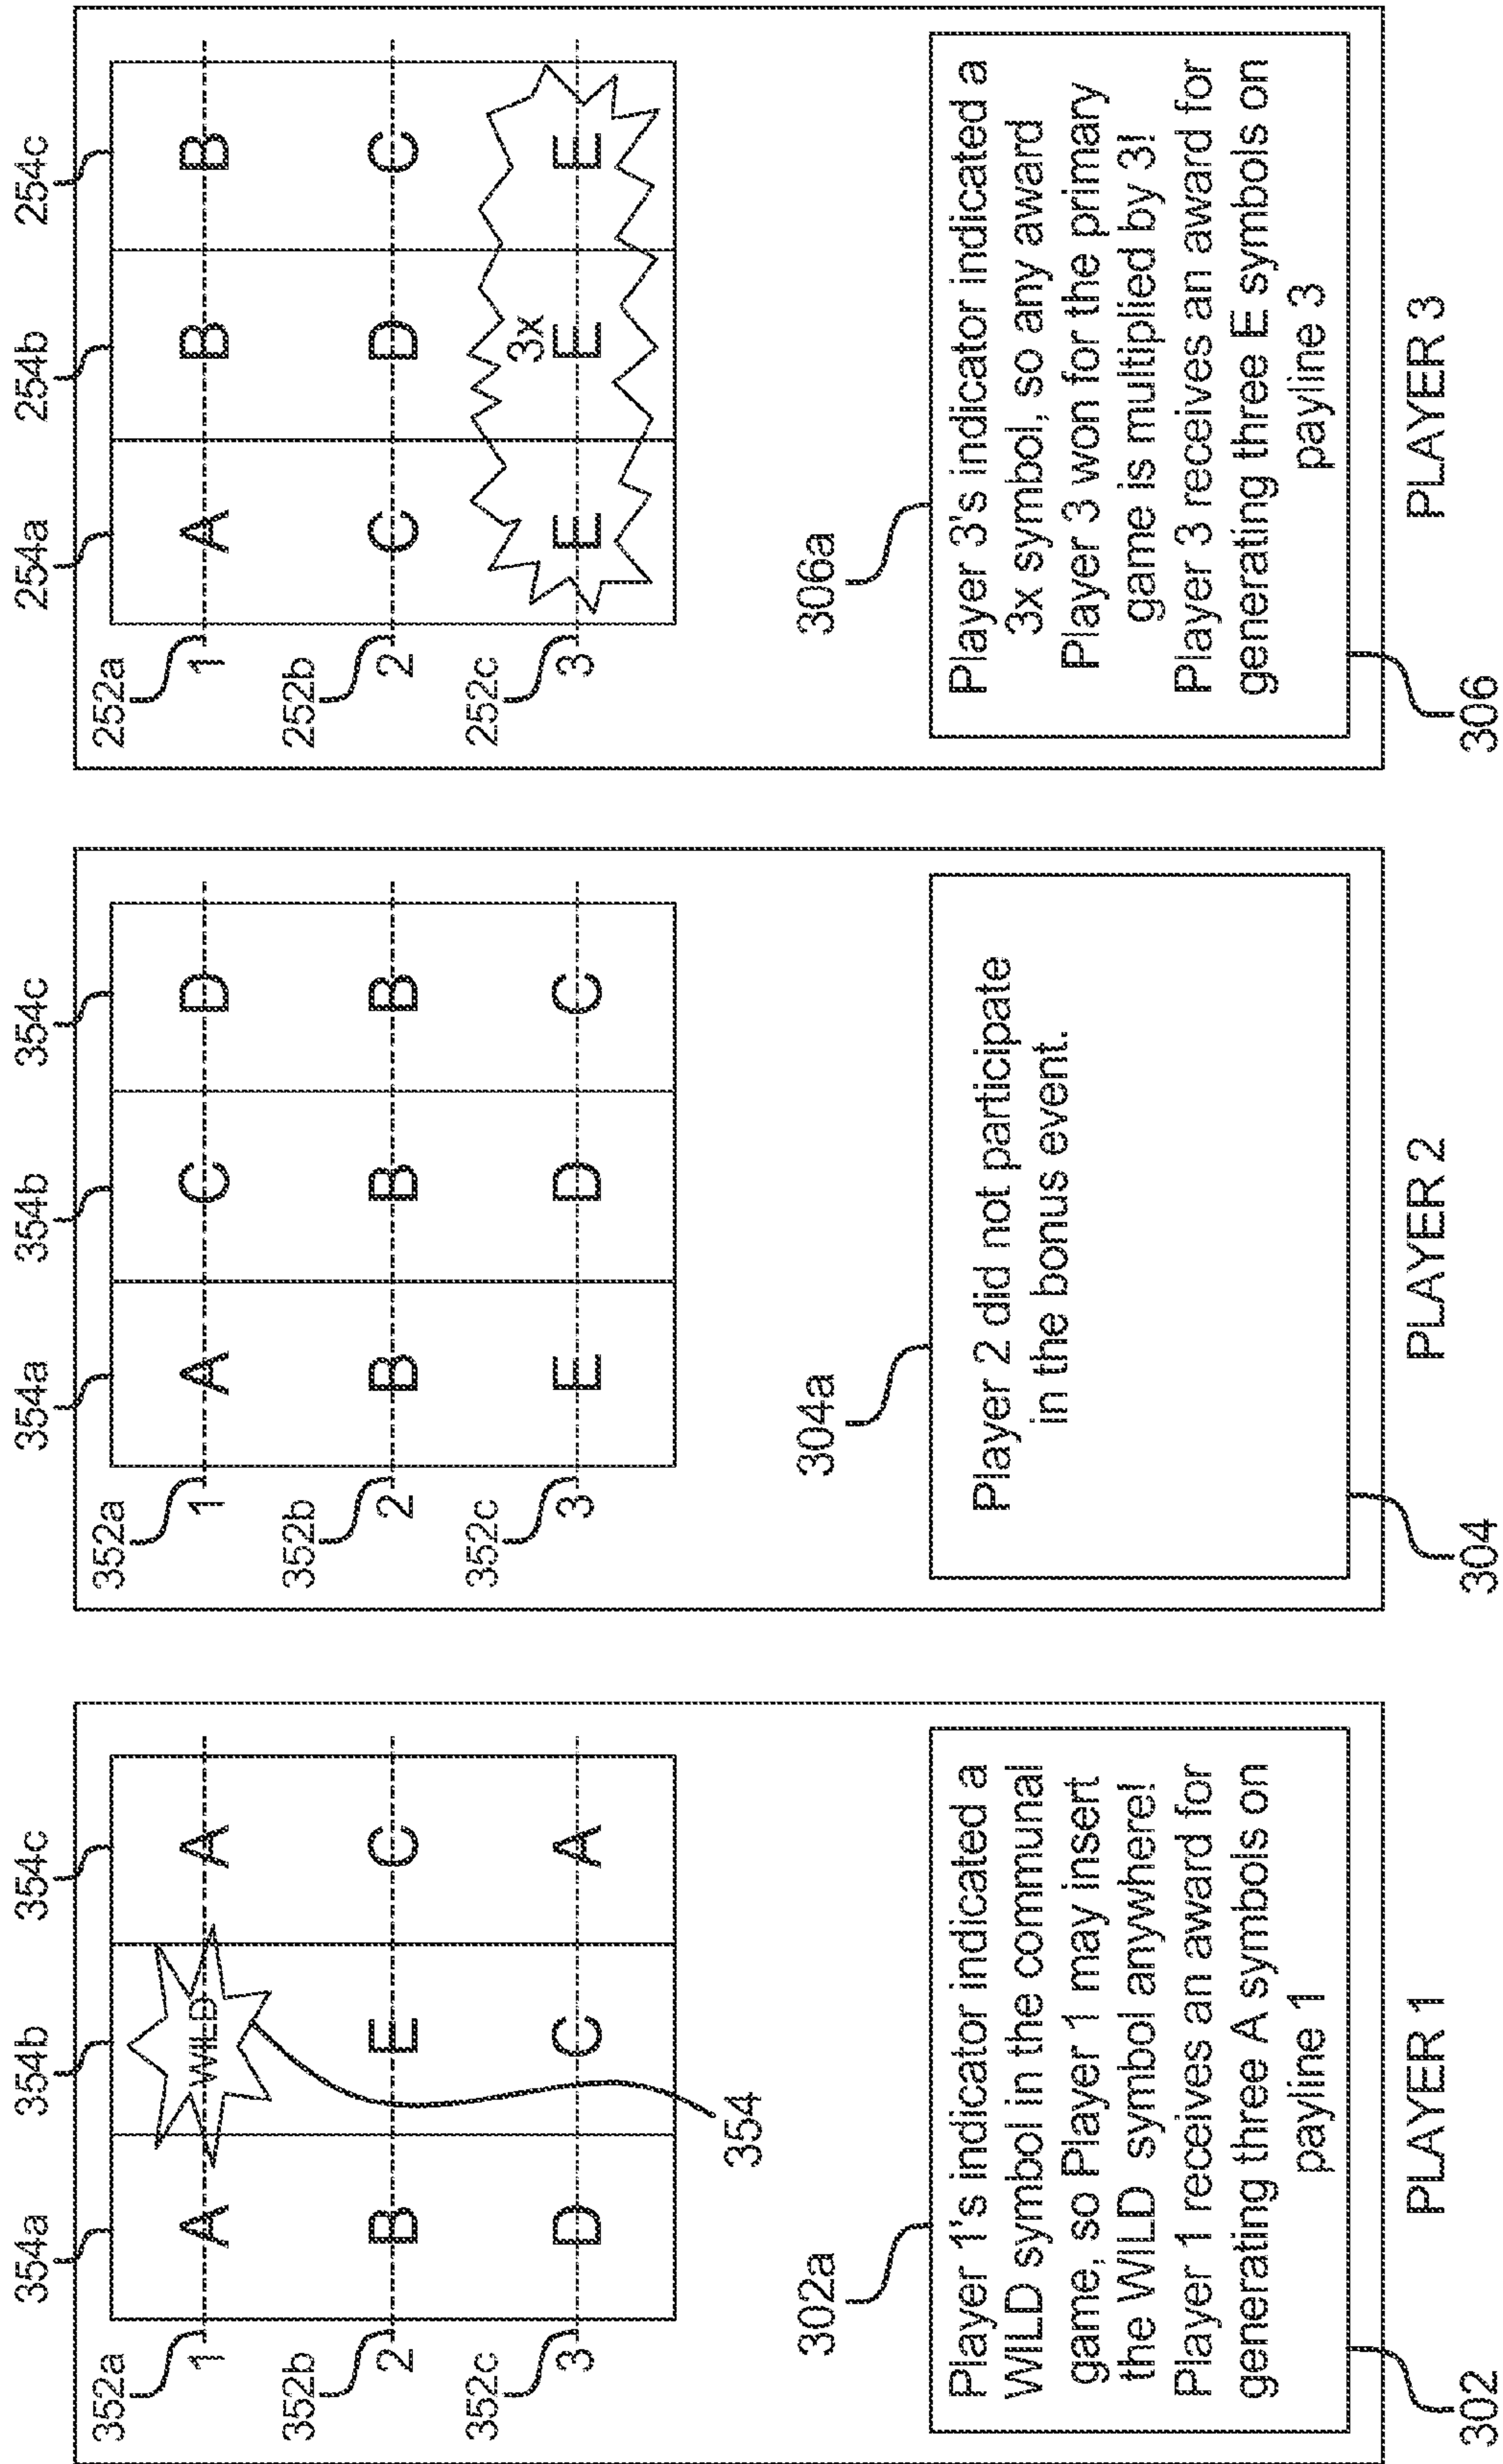 354a 354b 354c
352a
1 A WILD A
352b
2 B E C
352c
3 D C A
354
302a
Player 1's indicator indicated a
WILD symbol in the communal
game, so Player 1 may insert
the WILD symbol anywhere!
Player 1 receives an award for
generating three A symbols on
payline 1
302
PLAYER 1
354a 354b 354c
352a
1 A C D
352b
2 B B B
352c
3 E D C
304a
Player 2 did not participate
in the bonus event.
304
PLAYER 2
254a 254b 254c
252a
1 A B B
252b
2 C D C
3x
252c
3 E E E
306a
Player 3's indicator indicated a
3x symbol, so any award
Player 3 won for the primary
game is multiplied by 3!
Player 3 receives an award for
generating three E symbols on
payline 3
306
PLAYER 3